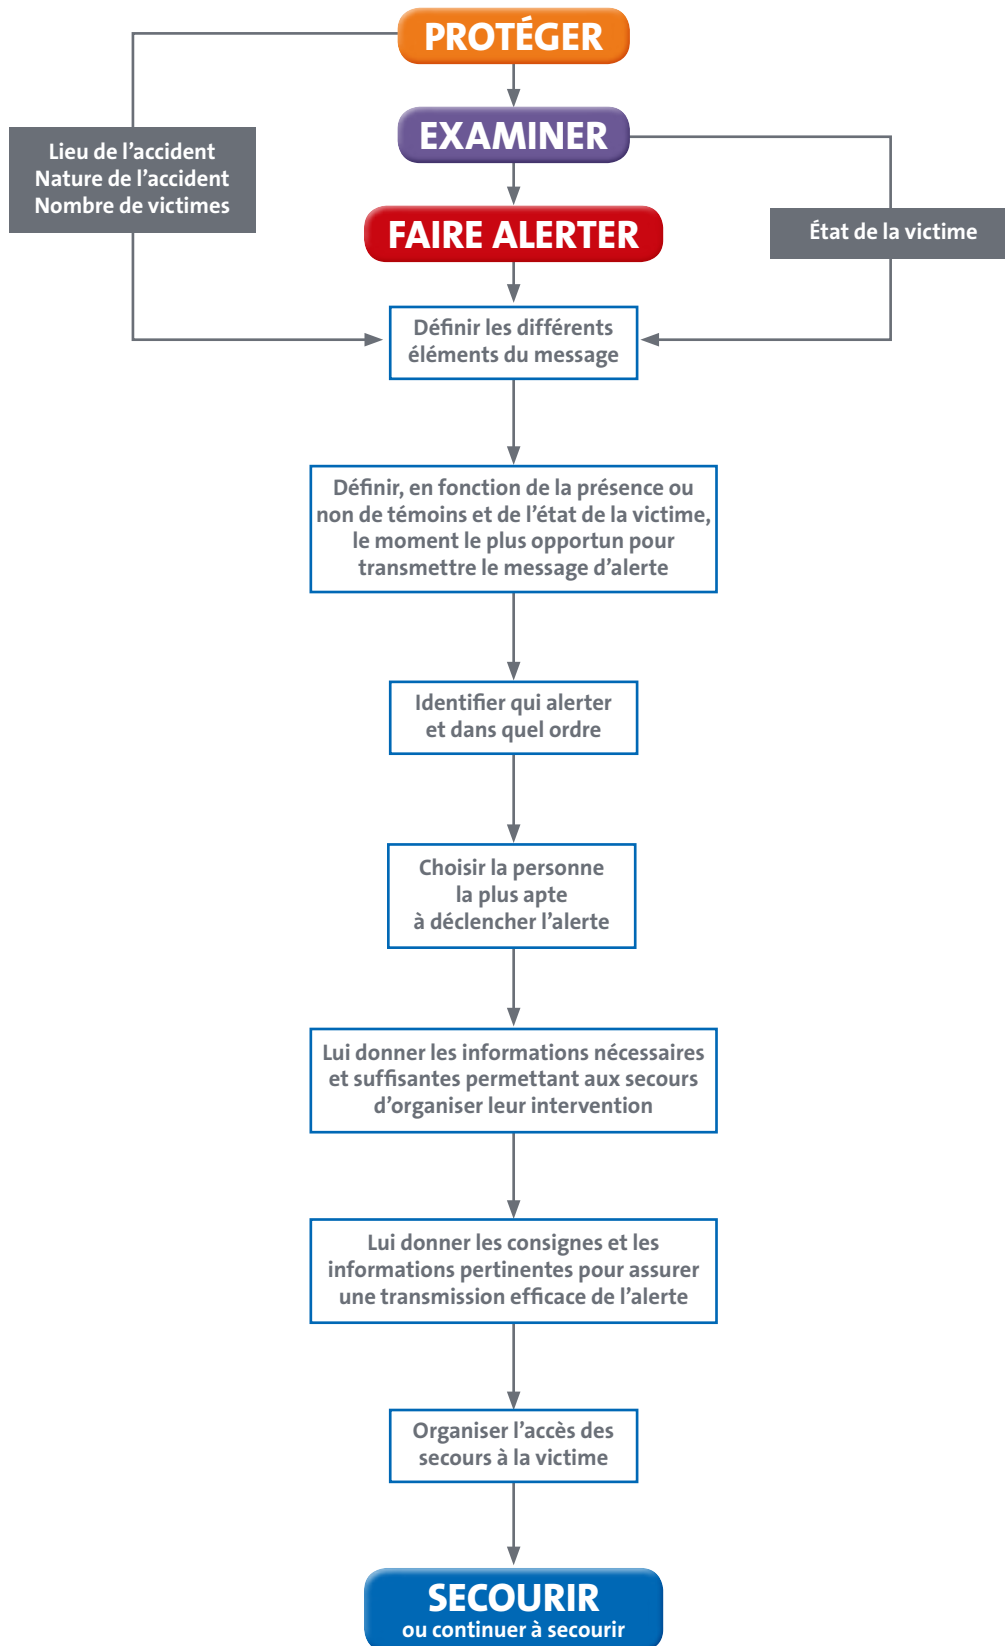 PROTÉGER
EXAMINER
Lieu de l’accident
Nature de l’accident
Nombre de victimes
FAIRE ALERTER
État de la victime
Définir les différents
éléments du message
Définir, en fonction de la présence ou
non de témoins et de l’état de la victime,
le moment le plus opportun pour
transmettre le message d’alerte
Identifier qui alerter
et dans quel ordre
Choisir la personne
la plus apte
à déclencher l’alerte
Lui donner les informations nécessaires
et suffisantes permettant aux secours
d’organiser leur intervention
Lui donner les consignes et les
informations pertinentes pour assurer
une transmission efficace de l’alerte
Organiser l’accès des
secours à la victime
SECOURIR
ou continuer à secourir